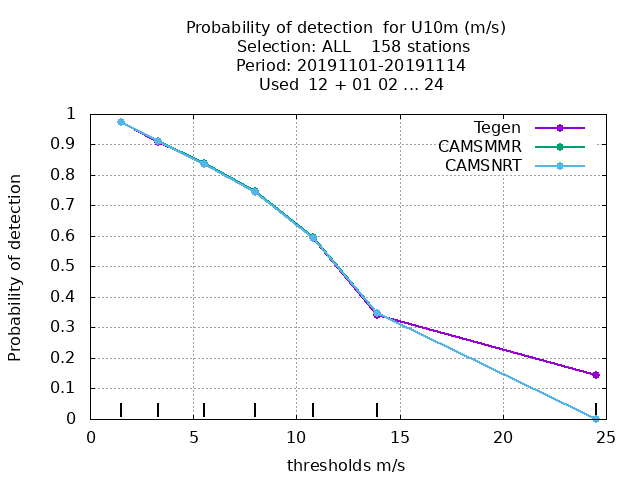 Probability of detection for U10m (m/s)
Selection: ALL 158 stations
Period: 20191101-20191114
Used 12 + 01 02 ... 24
Probability of detection
1
0.9
0.8
0.7
0.6
0.5
0.4
0.3
0.2
0.1
0
Tegen
CAMSMMR
CAMSNRT
0 5 10 15 20 25
thresholds m/s